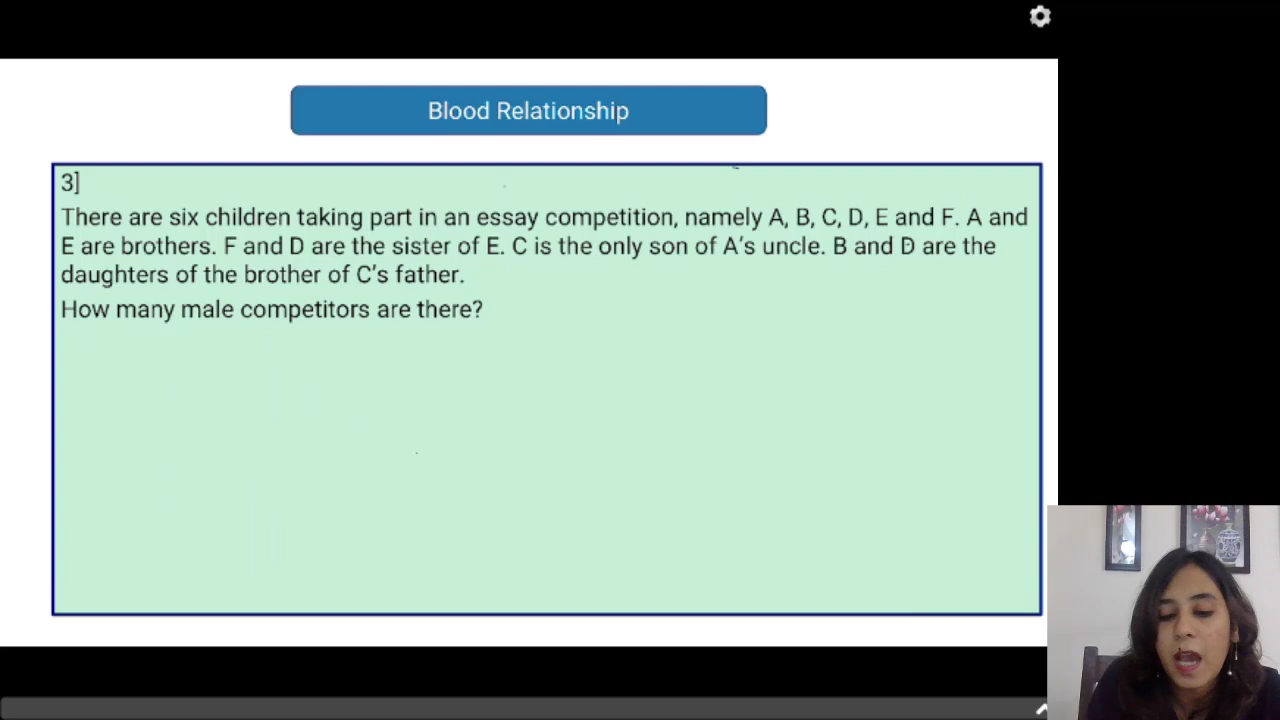 Blood Relationship
3]
There are six children taking part in an essay competition, namely A, B, C, D, E and F. A and
E are brothers. F and D are the sister of E. C is the only son of A’s uncle. B and D are the
daughters of the brother of C’s father.
How many male competitors are there?